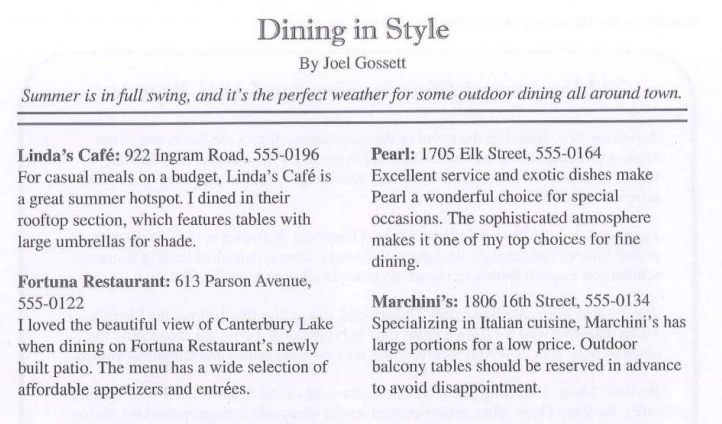 Dining in Style
By Joel Gossett
Summer is in full swing, and it's the perfect weather for some outdoor dining all around town.
Linda's Café: 922 Ingram Road, 555-0196
For casual meals on a budget, Linda's Café is
a great summer hotspot. I dined in their
rooftop section, which features tables with
large umbrellas for shade.
Fortuna Restaurant: 613 Parson Avenue,
555-0122
I loved the beautiful view of Canterbury Lake
when dining on Fortuna Restaurant's newly
built patio. The menu has a wide selection of
affordable appetizers and entrées.
Pearl: 1705 Elk Street, 555-0164
Excellent service and exotic dishes make
Pearl a wonderful choice for special
occasions. The sophisticated atmosphere
makes it one of my top choices for fine
dining.
Marchini's: 1806 16th Street, 555-0134
Specializing in Italian cuisine, Marchini's has
large portions for a low price. Outdoor
balcony tables should be reserved in advance
to avoid disappointment.